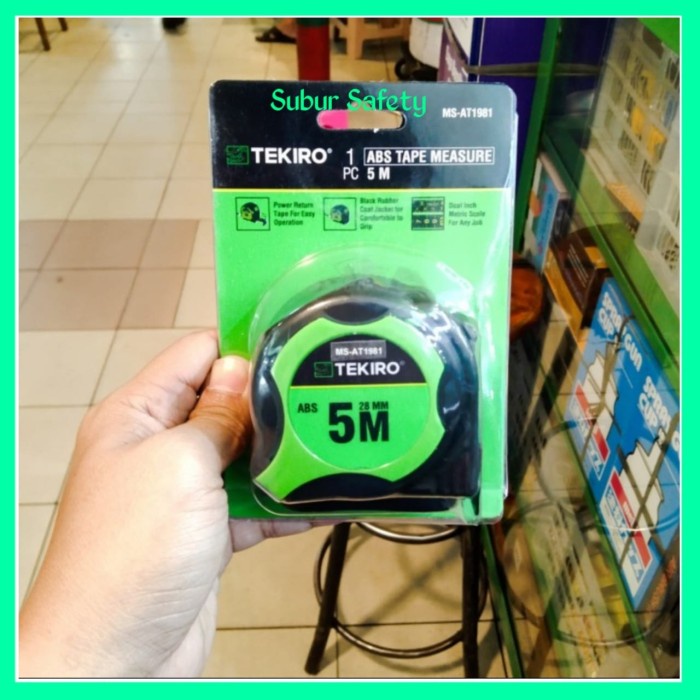 Subur Safety
MS-AT1981
TEKIRO® 1 PC ABS TAPE MEASURE 5 M
Power Return
Tape For Easy
Operation
Black Rubber
Coat Jacket for
Comfortable to
Grip
Dual Inch
Metric Scale
For Any Job
MS-AT1981
TEKIRO®
ABS 5M 28 MM
GUN